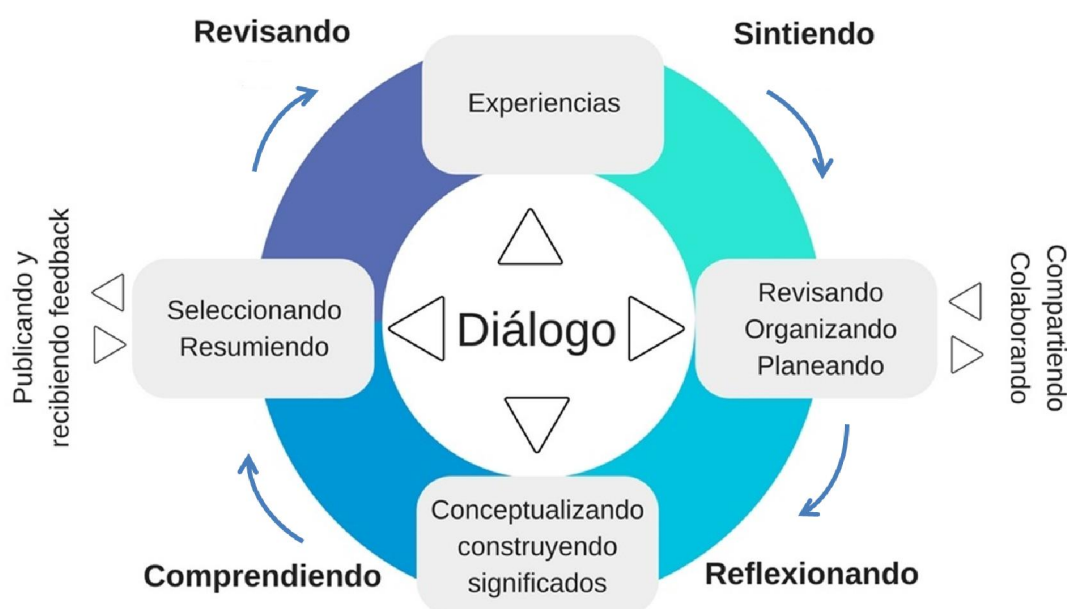 Revisando
Sintiendo
Experiencias
Publicando y
recibiendo feedback
Seleccionando
Resumiendo
Diálogo
Revisando
Organizando
Planeando
Compartiendo
Colaborando
Conceptualizando
construyendo
significados
Comprendiendo
Reflexionando